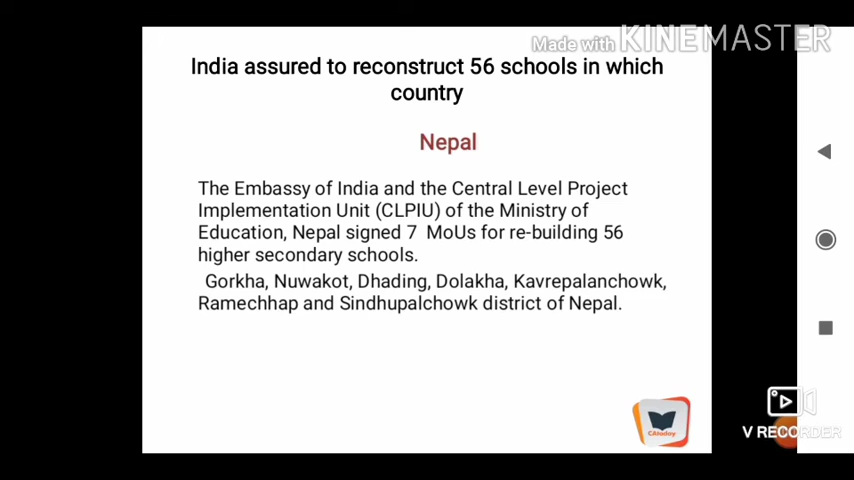 Made with KINEMASTER
India assured to reconstruct 56 schools in which
country
Nepal
The Embassy of India and the Central Level Project
Implementation Unit (CLPIU) of the Ministry of
Education, Nepal signed 7 MoUs for re-building 56
higher secondary schools.
Gorkha, Nuwakot, Dhading, Dolakha, Kavrepalanchowk,
Ramechhap and Sindhupalchowk district of Nepal.
CAtoday
V RECORDER